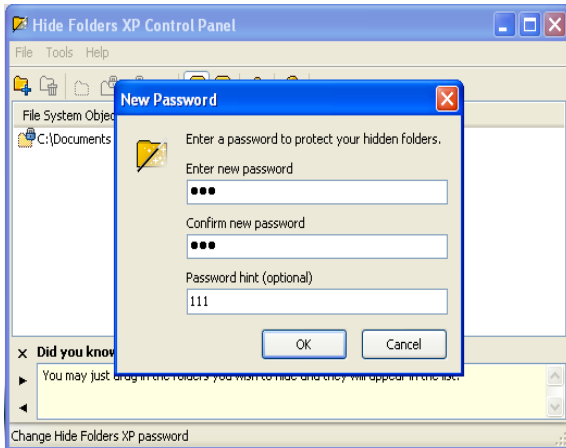 Hide Folders XP Control Panel
File Tools Help
New Password
File System Objec
C:\Documents
Enter a password to protect your hidden folders.
Enter new password
●●●
Confirm new password
●●●
Password hint (optional)
111
OK Cancel
Did you know
You may just drag in the folders you wish to hide and they will appear in the list.
Change Hide Folders XP password